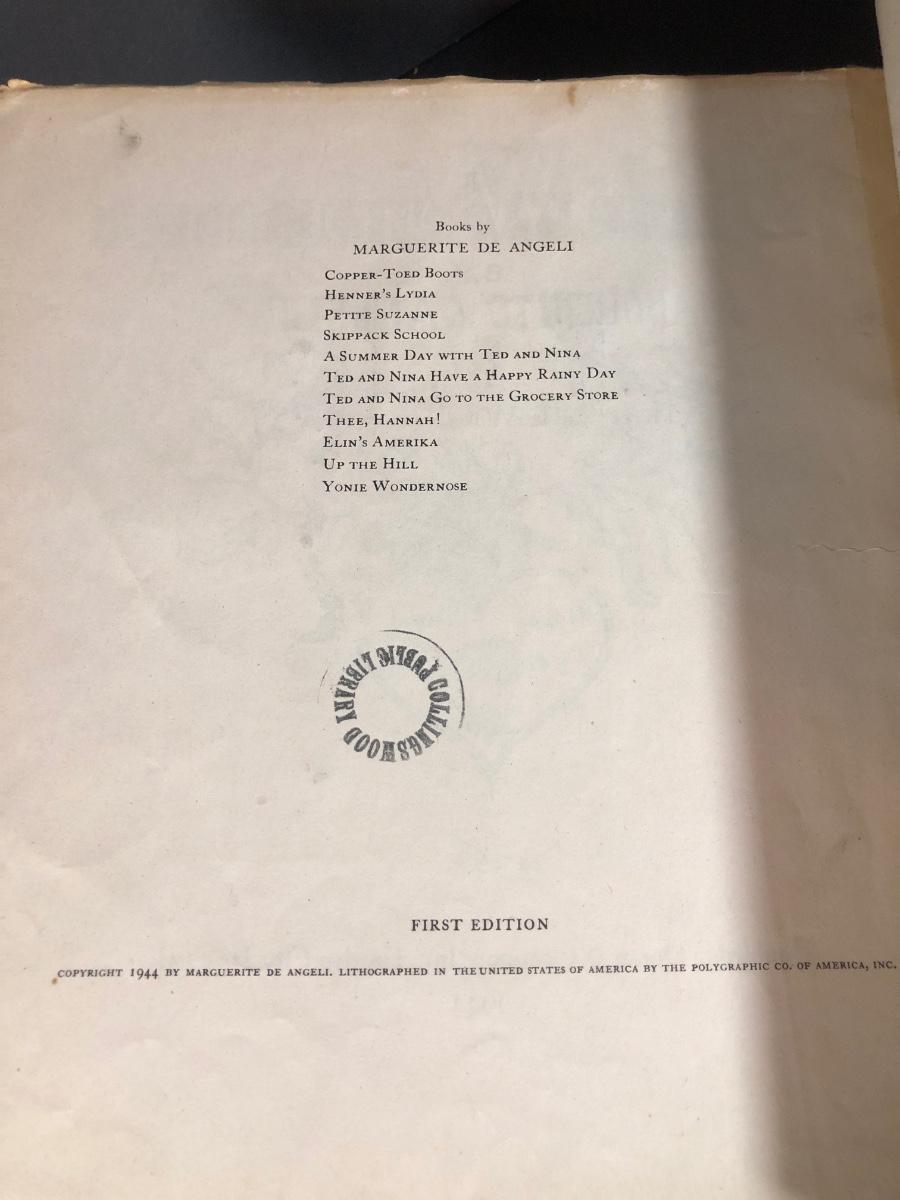 Books by
MARGUERITE DE ANGELI
COPPER-TOED BOOTS
HENNER'S LYDIA
PETITE SUZANNE
SKIPPACK SCHOOL
A SUMMER DAY WITH TED AND NINA
TED AND NINA HAVE A HAPPY RAINY DAY
TED AND NINA GO TO THE GROCERY STORE
THEE, HANNAH!
ELIN'S AMERIKA
UP THE HILL
YONIE WONDERNOSE
COLLINGSWOOD PUBLIC LIBRARY
FIRST EDITION
COPYRIGHT 1944 BY MARGUERITE DE ANGELI. LITHOGRAPHED IN THE UNITED STATES OF AMERICA BY THE POLYGRAPHIC CO. OF AMERICA, INC.